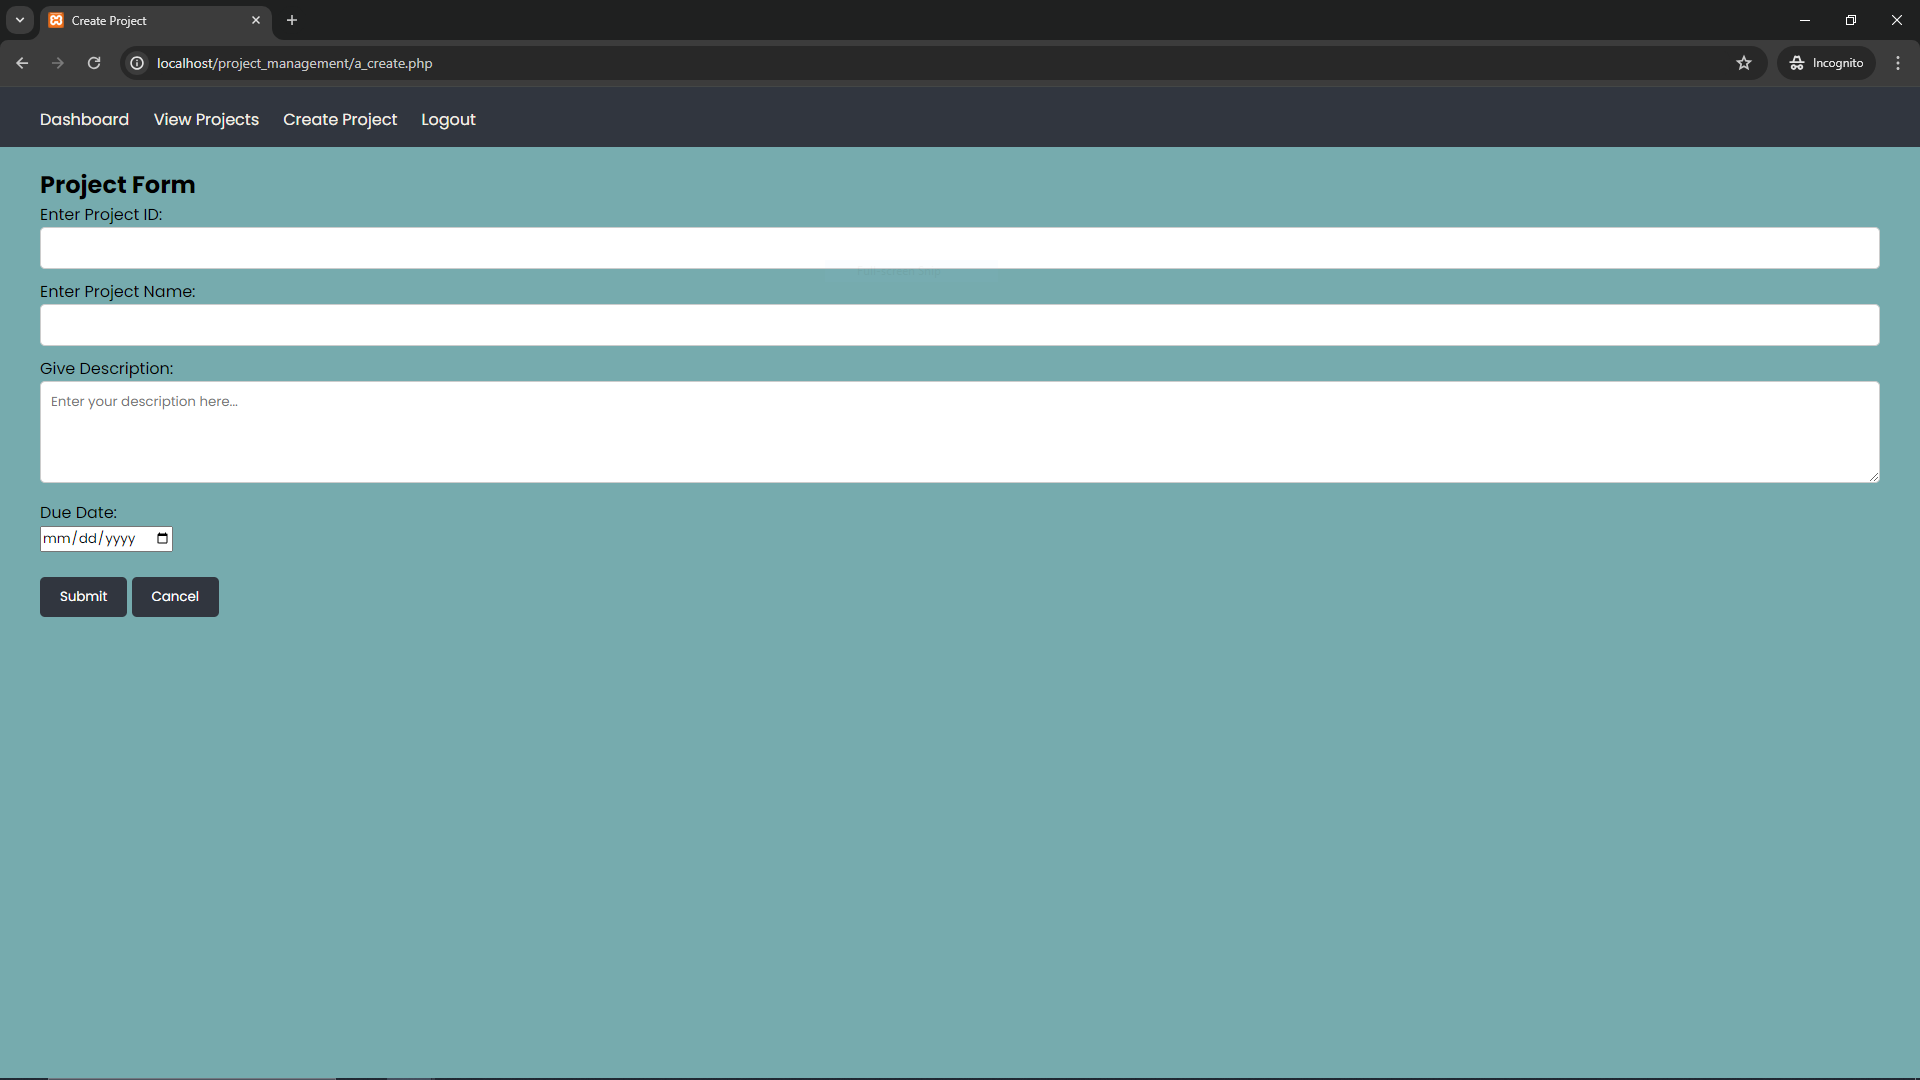 Create Project
localhost/project_management/a_create.php
Incognito
Dashboard View Projects Create Project Logout
Project Form
Enter Project ID:
Enter Project Name:
Give Description:
Enter your description here...
Due Date:
mm/dd/yyyy
Submit Cancel